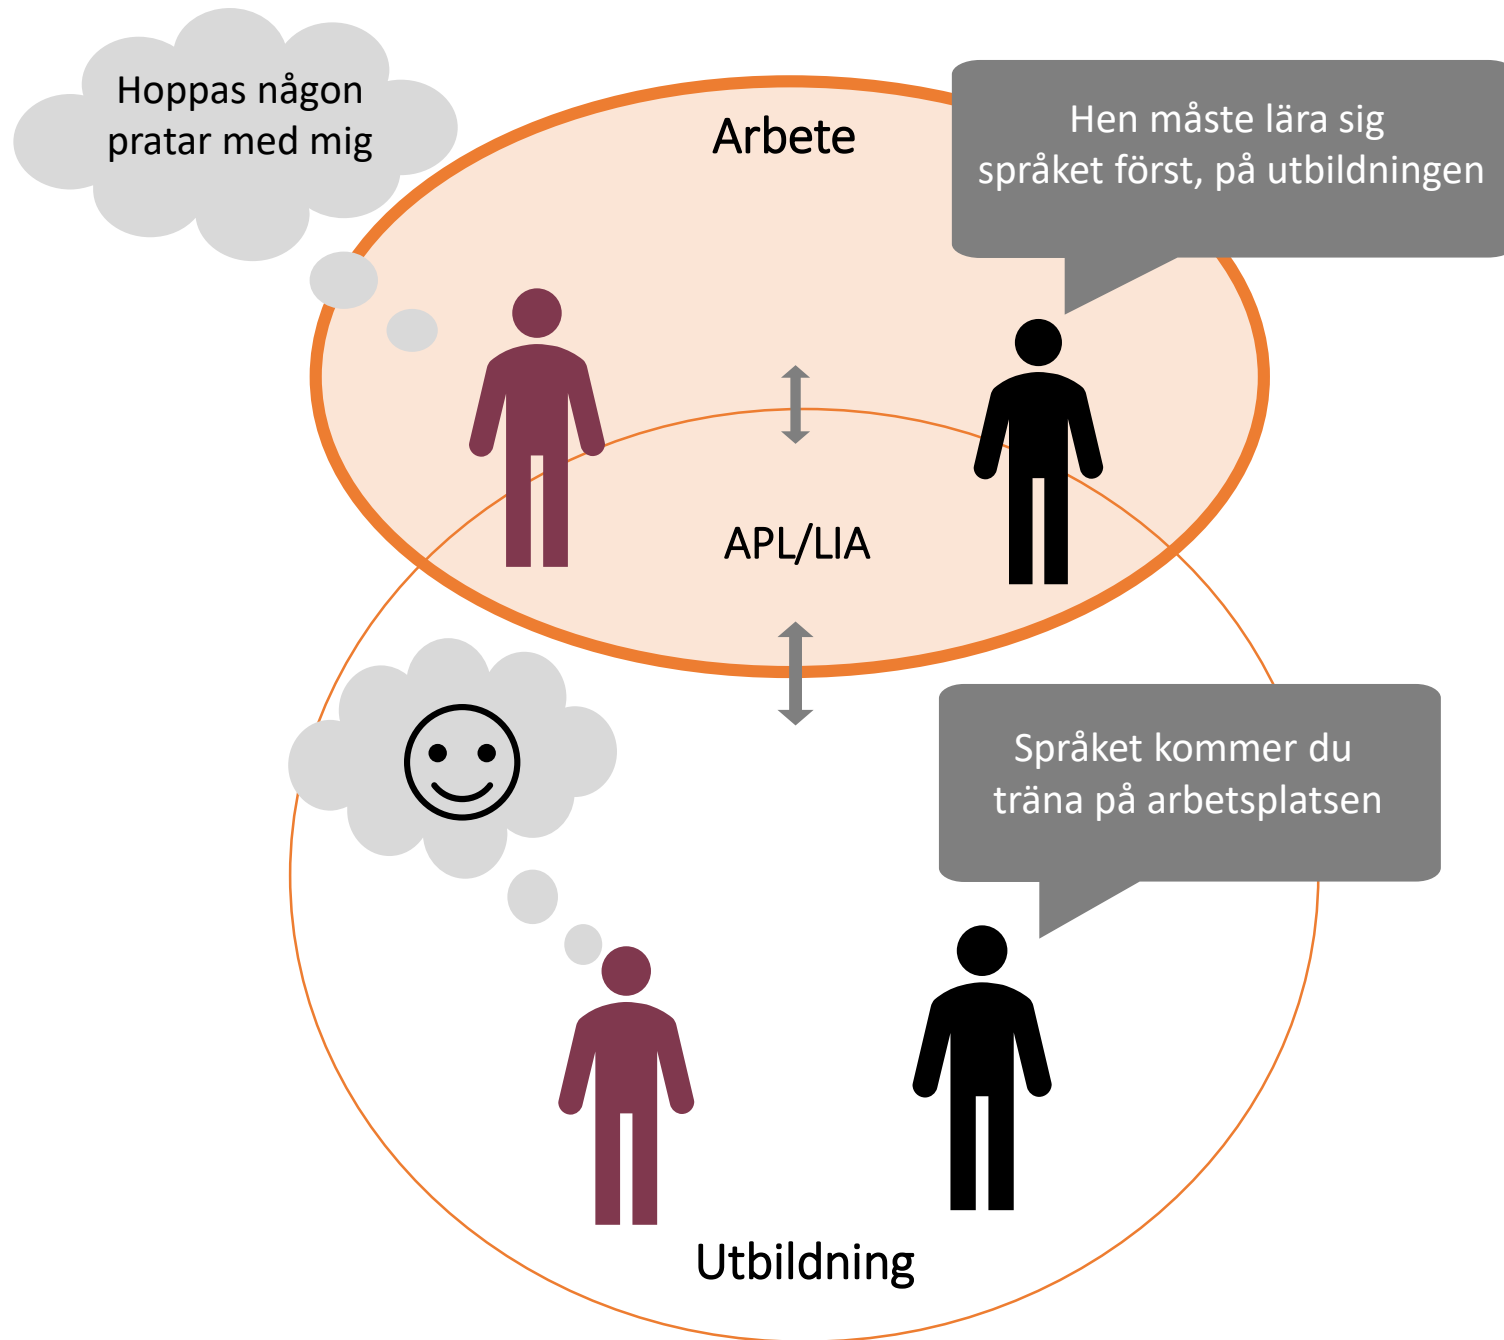 Hoppas någon
pratar med mig
Arbete
Hen måste lära sig
språket först, på utbildningen
APL/LIA
Språket kommer du
träna på arbetsplatsen
Utbildning